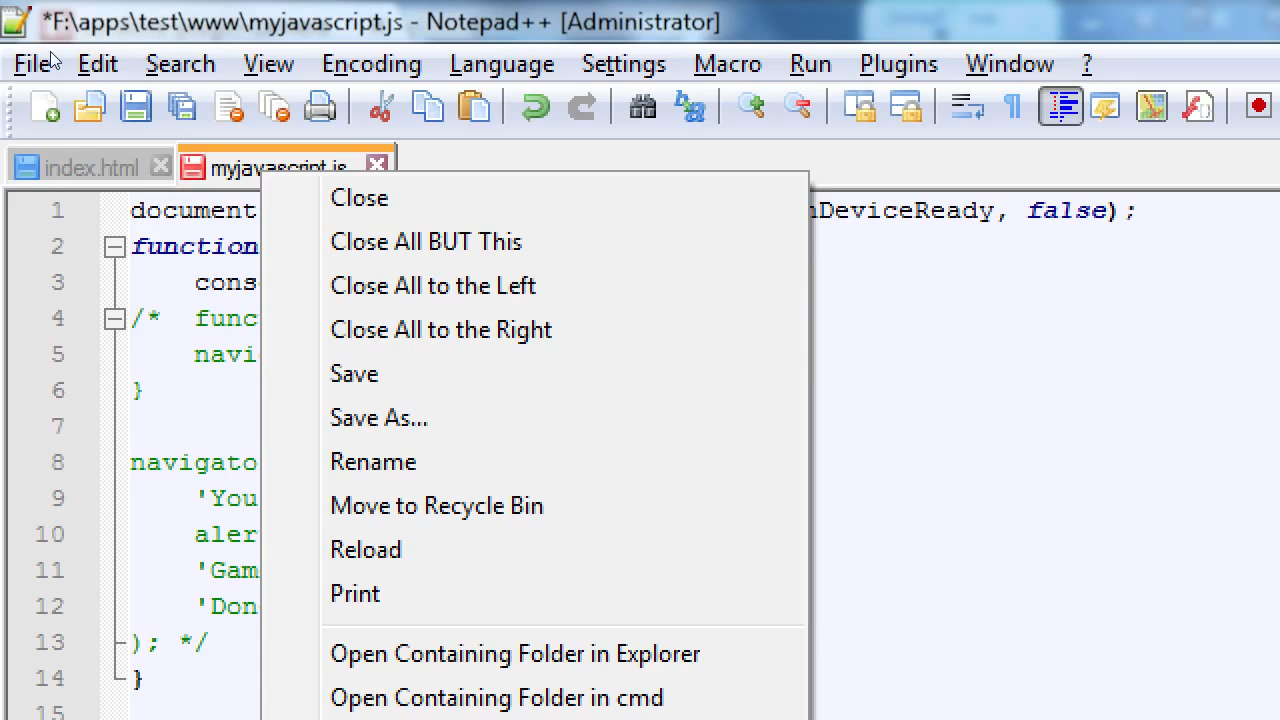 *F:\apps\test\www\myjavascript.js - Notepad++ [Administrator]
File Edit Search View Encoding Language Settings Macro Run Plugins Window ?
index.html myjavascript.js
Close
Close All BUT This
Close All to the Left
Close All to the Right
Save
Save As...
Rename
Move to Recycle Bin
Reload
Print
Open Containing Folder in Explorer
Open Containing Folder in cmd
1 document nDeviceReady, false);
2 function
3 cons
4 /* func
5 navi
6 }
7
8 navigato
9 'You
10 aler
11 'Gam
12 'Don
13 ); */
14 }
15